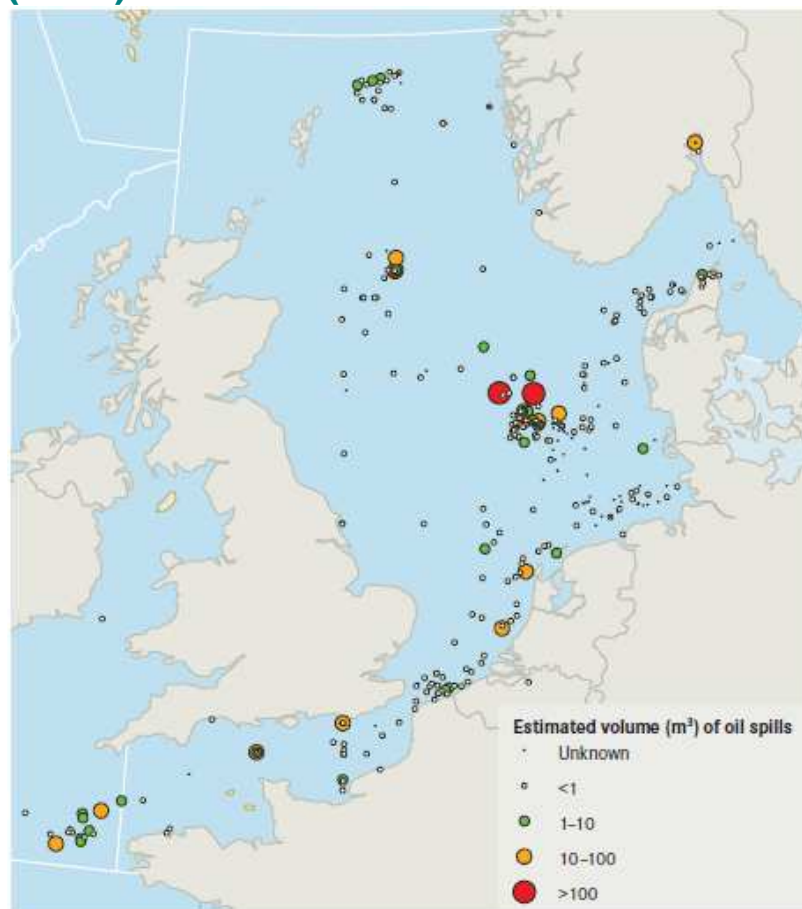 Estimated volume (m³) of oil spills
Unknown
<1
1–10
10–100
>100